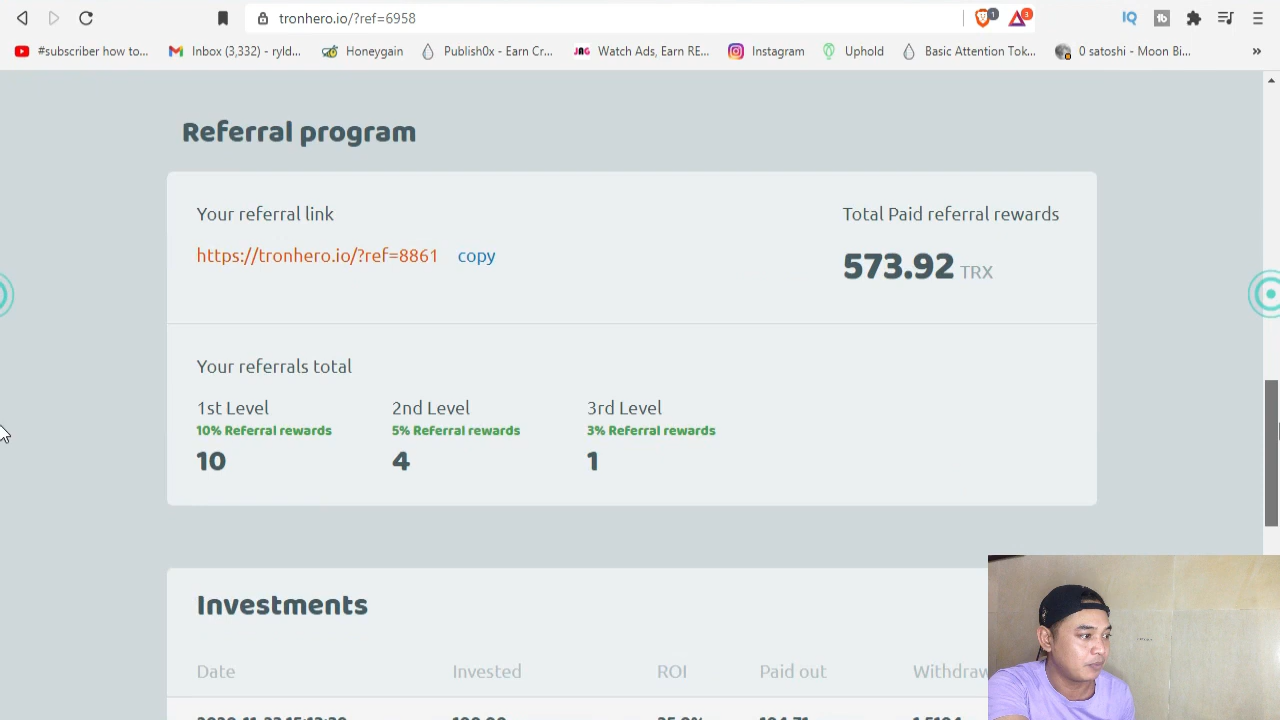 tronhero.io/?ref=6958
1
3
#subscriber how to...
Inbox (3,332) - ryld...
Honeygain
Publish0x - Earn Cr...
Watch Ads, Earn RE...
Instagram
Uphold
Basic Attention Tok...
0 satoshi - Moon Bi...
»
Referral program
Your referral link
Total Paid referral rewards
https://tronhero.io/?ref=8861 copy
573.92 TRX
Your referrals total
1st Level 2nd Level 3rd Level
10% Referral rewards 5% Referral rewards 3% Referral rewards
10 4 1
Investments
Date Invested ROI Paid out Withdraw